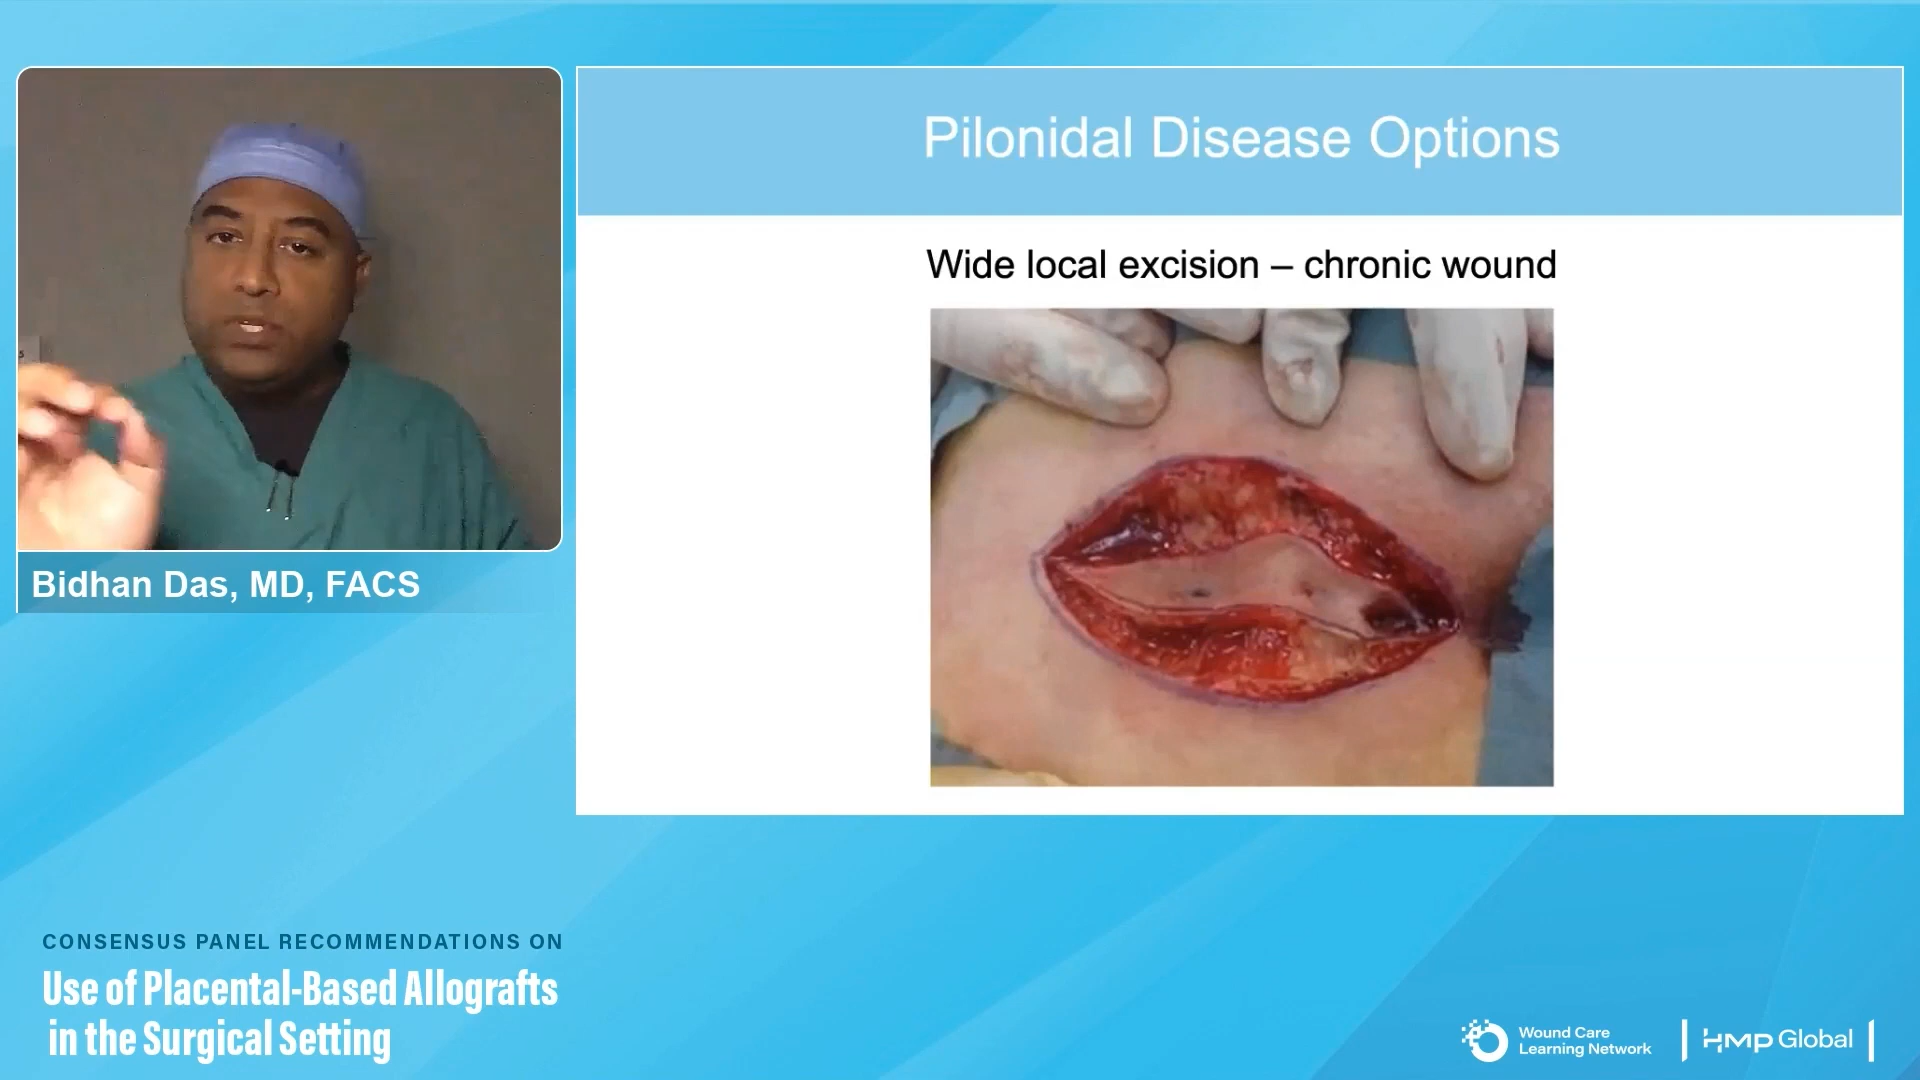 Pilonidal Disease Options
Wide local excision – chronic wound
Bidhan Das, MD, FACS
CONSENSUS PANEL RECOMMENDATIONS ON
Use of Placental-Based Allografts
in the Surgical Setting
Wound Care
Learning Network
HMP Global